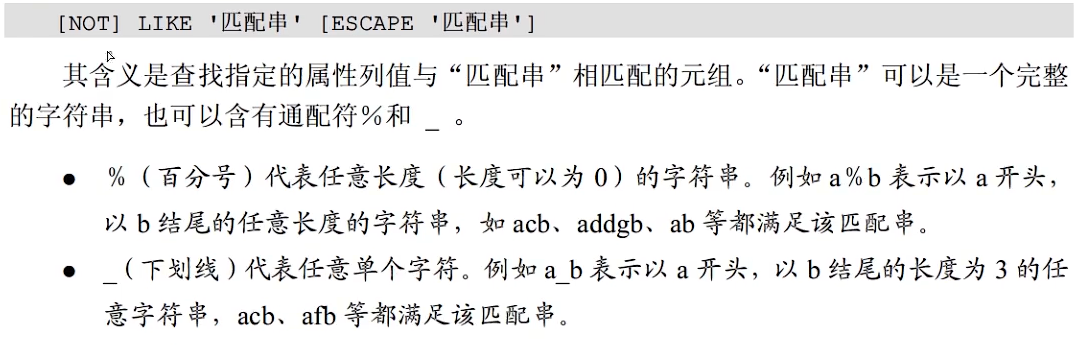 [NOT] LIKE '匹配串' [ESCAPE '匹配串']
其含义是查找指定的属性列值与“匹配串”相匹配的元组。“匹配串”可以是一个完整
的字符串，也可以含有通配符%和 _ 。
● %（百分号）代表任意长度（长度可以为 0）的字符串。例如 a%b 表示以 a 开头，
以 b 结尾的任意长度的字符串，如 acb、addgb、ab 等都满足该匹配串。
● _（下划线）代表任意单个字符。例如 a_b 表示以 a 开头，以 b 结尾的长度为 3 的任
意字符串，acb、afb 等都满足该匹配串。